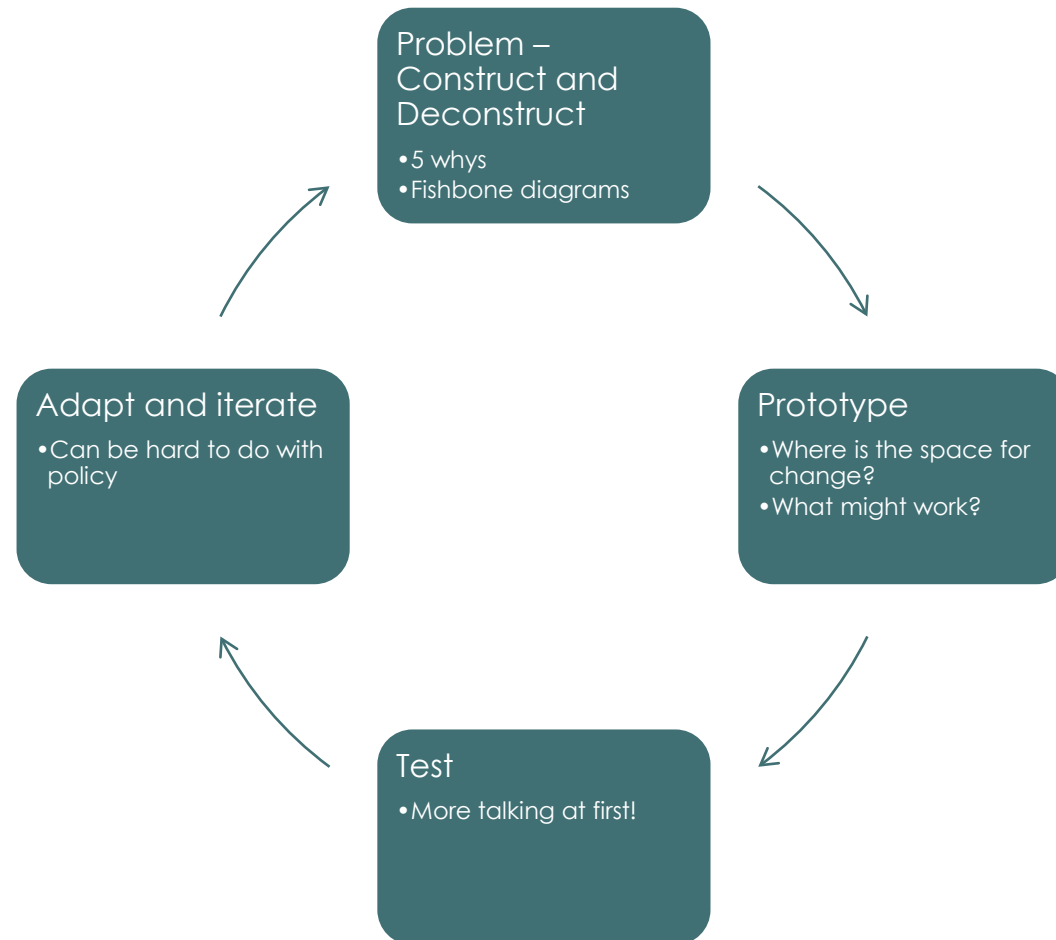 Problem –
Construct and
Deconstruct
•5 whys
•Fishbone diagrams
Prototype
•Where is the space for
change?
•What might work?
Test
•More talking at first!
Adapt and iterate
•Can be hard to do with
policy